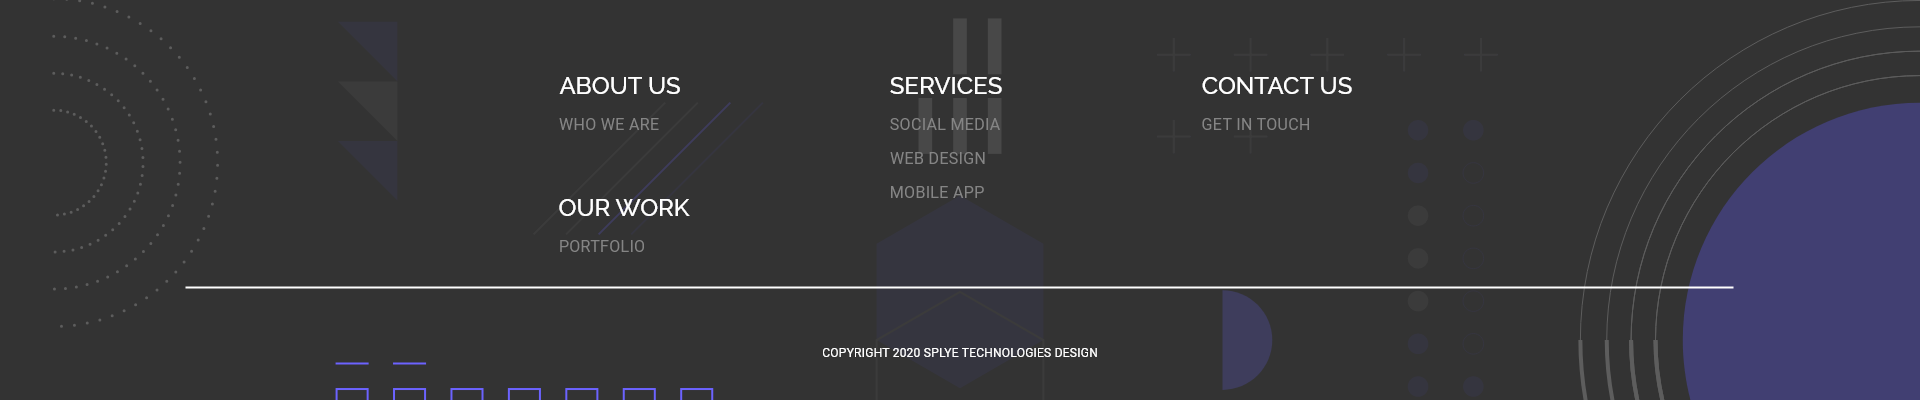 ABOUT US
WHO WE ARE
OUR WORK
PORTFOLIO
SERVICES
SOCIAL MEDIA
WEB DESIGN
MOBILE APP
CONTACT US
GET IN TOUCH
COPYRIGHT 2020 SPLYE TECHNOLOGIES DESIGN